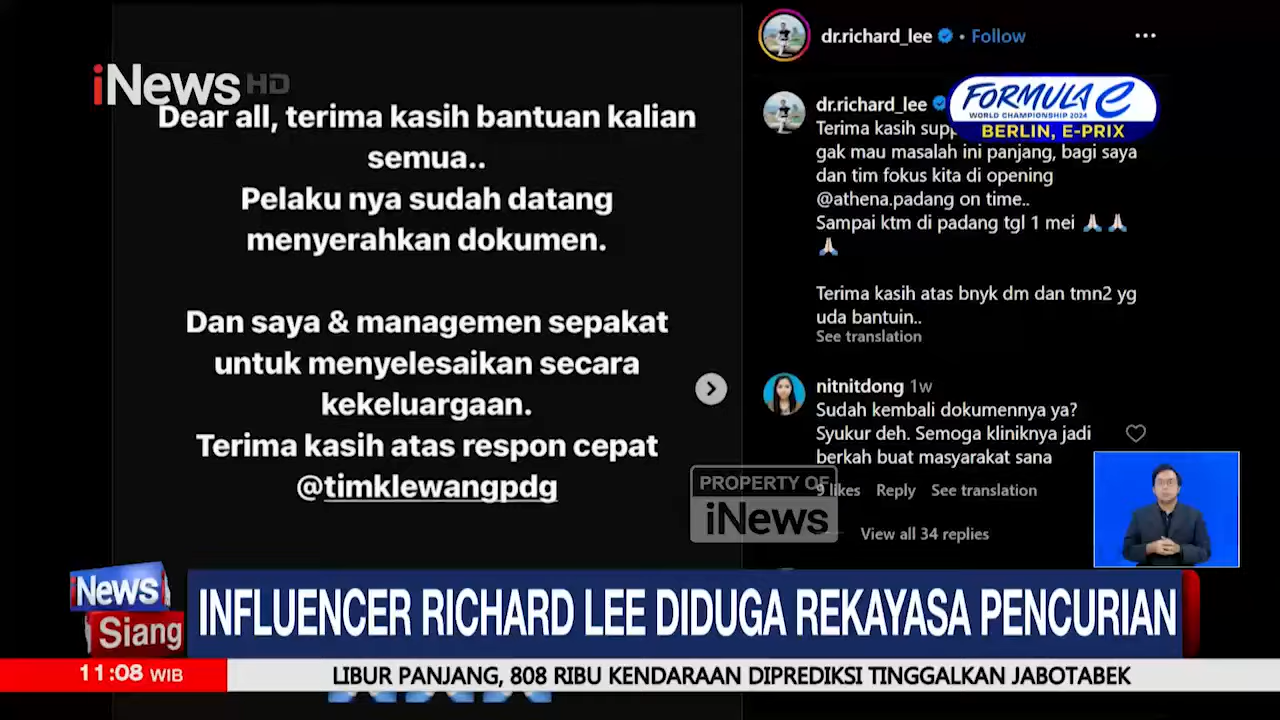 iNews HD
Dear all, terima kasih bantuan kalian
semua..
Pelaku nya sudah datang
menyerahkan dokumen.
Dan saya & managemen sepakat
untuk menyelesaikan secara
kekeluargaan.
Terima kasih atas respon cepat
@timklewangpdg
dr.richard_lee • Follow
dr.richard_lee
Terima kasih
gak mau masalah ini panjang, bagi saya
dan tim fokus kita di opening
@athena.padang on time..
Sampai ktm di padang tgl 1 mei 🙏🏻 🙏🏻
🙏🏻
Terima kasih atas bnyk dm dan tmn2 yg
uda bantuin..
See translation
FORMULA E
WORLD CHAMPIONSHIP 2024
BERLIN, E-PRIX
nitnitdong 1w
Sudah kembali dokumennya ya?
Syukur deh. Semoga kliniknya jadi
berkah buat masyarakat sana
9 likes Reply See translation
View all 34 replies
PROPERTY OF
iNews
iNews
Siang
INFLUENCER RICHARD LEE DIDUGA REKAYASA PENCURIAN
11:08 WIB
LIBUR PANJANG, 808 RIBU KENDARAAN DIPREDIKSI TINGGALKAN JABOTABEK